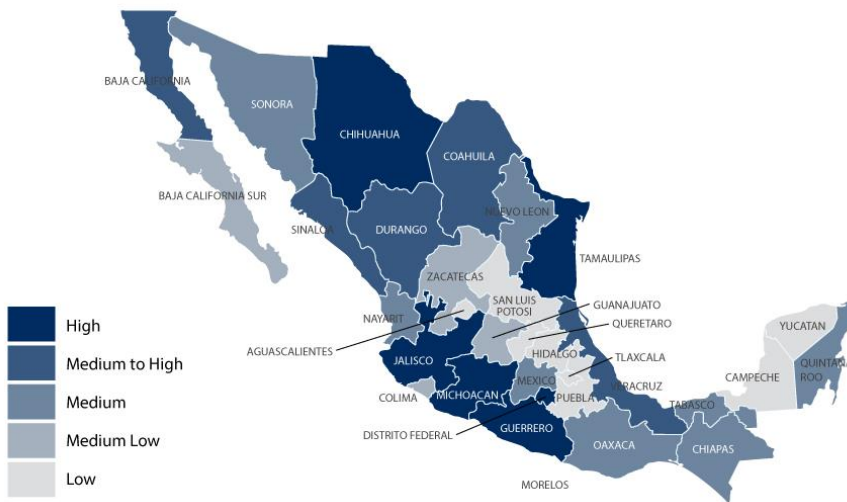 BAJA CALIFORNIA
SONORA
CHIHUAHUA
COAHUILA
BAJA CALIFORNIA SUR
NUEVO LEON
SINALOA
DURANGO
TAMAULIPAS
ZACATECAS
SAN LUIS
POTOSI
GUANAJUATO
NAYARIT
QUERETARO
YUCATAN
AGUASCALIENTES
HIDALGO
TLAXCALA
JALISCO
QUINTANA
ROO
CAMPECHE
MEXICO
VERACRUZ
COLIMA
MICHOACAN
PUEBLA
TABASCO
DISTRITO FEDERAL
GUERRERO
OAXACA
CHIAPAS
MORELOS
High
Medium to High
Medium
Medium Low
Low